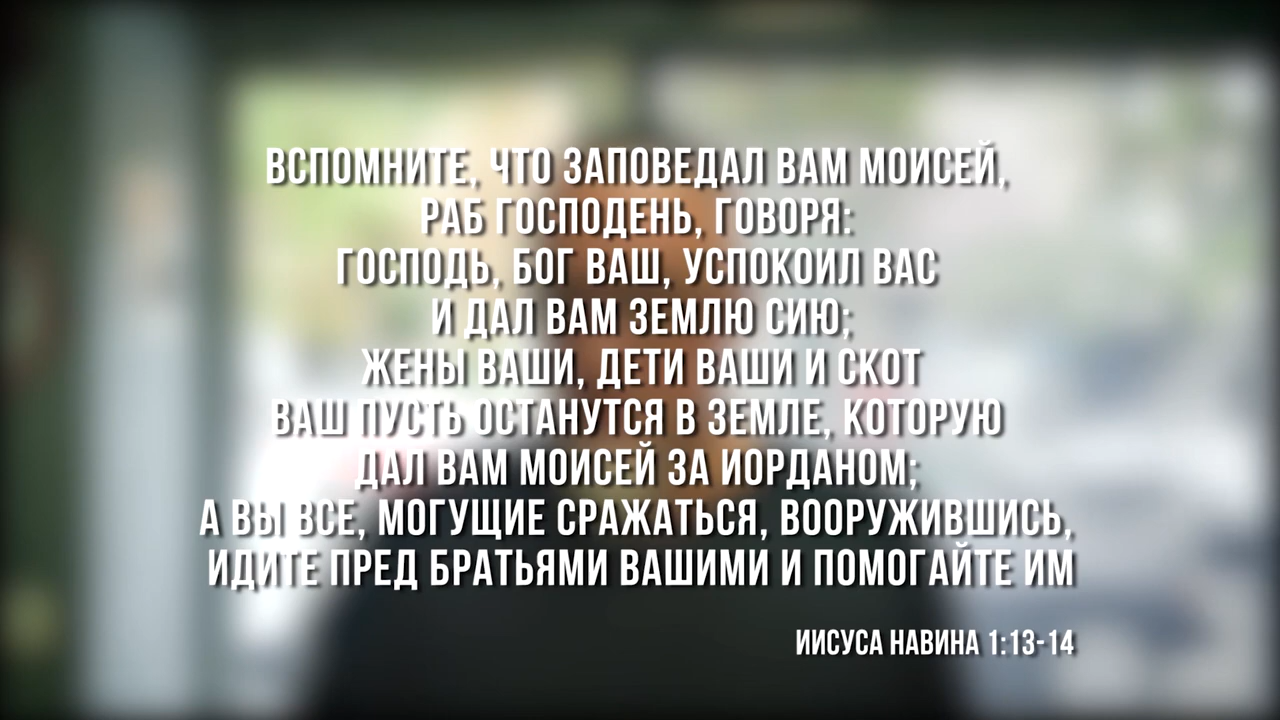 ВСПОМНИТЕ, ЧТО ЗАПОВЕДАЛ ВАМ МОИСЕЙ,
РАБ ГОСПОДЕНЬ, ГОВОРЯ:
ГОСПОДЬ, БОГ ВАШ, УСПОКОИЛ ВАС
И ДАЛ ВАМ ЗЕМЛЮ СИЮ;
ЖЕНЫ ВАШИ, ДЕТИ ВАШИ И СКОТ
ВАШ ПУСТЬ ОСТАНУТСЯ В ЗЕМЛЕ, КОТОРУЮ
ДАЛ ВАМ МОИСЕЙ ЗА ИОРДАНОМ;
А ВЫ ВСЕ, МОГУЩИЕ СРАЖАТЬСЯ, ВООРУЖИВШИСЬ,
ИДИТЕ ПРЕД БРАТЬЯМИ ВАШИМИ И ПОМОГАЙТЕ ИМ
ИИСУСА НАВИНА 1:13-14